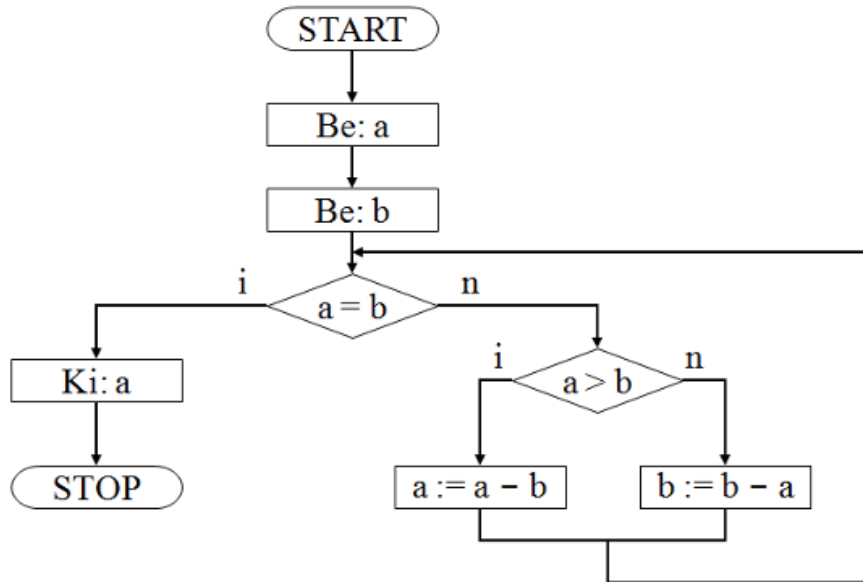 START
Be: a
Be: b
i
a = b
n
Ki: a
STOP
i
a > b
n
a := a − b
b := b − a